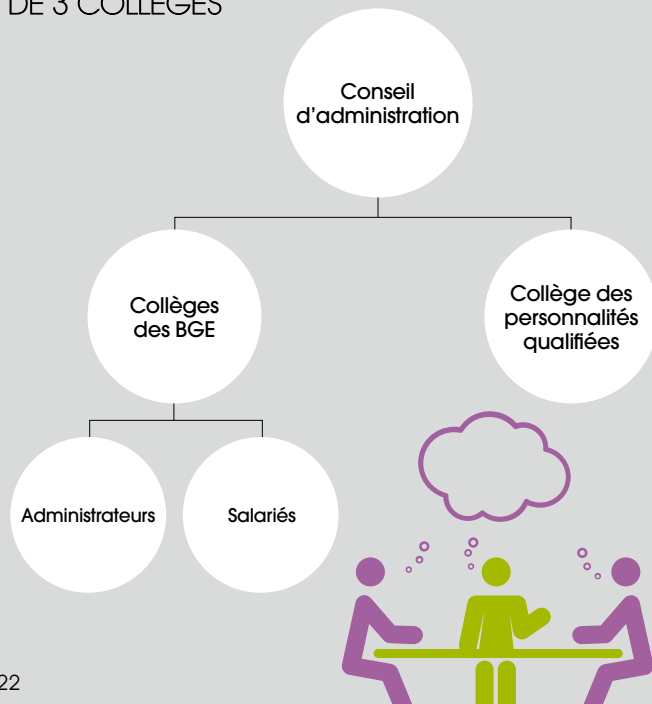 DE 3 COLLÈGES
Conseil
d'administration
Collèges
des BGE
Collège des
personnalités
qualifiées
Administrateurs
Salariés
22